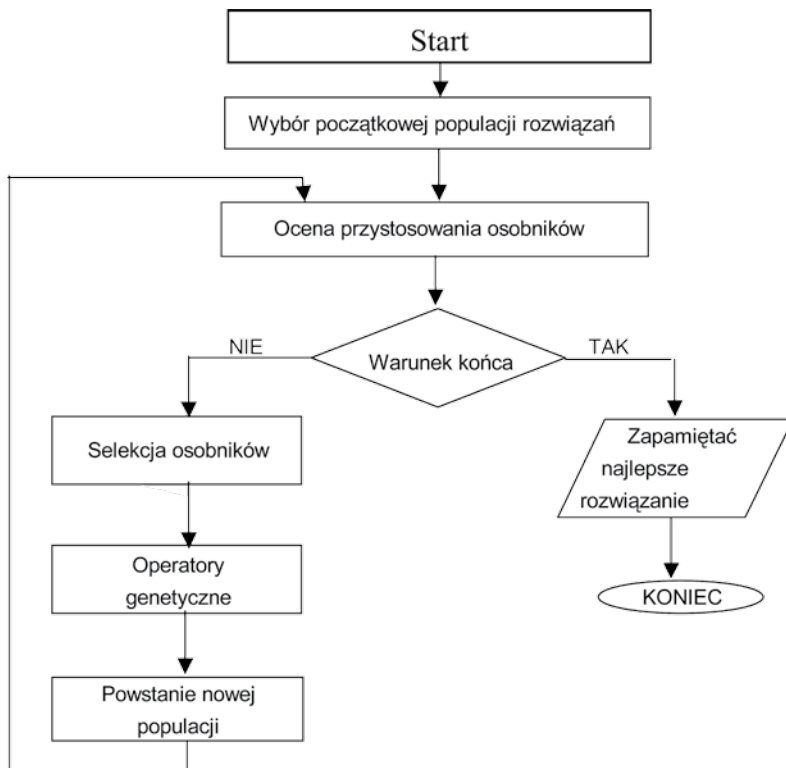 Start
Wybór początkowej populacji rozwiązań
Ocena przystosowania osobników
Warunek końca
NIE
TAK
Selekcja osobników
Operatory
genetyczne
Powstanie nowej
populacji
Zapamiętać
najlepsze
rozwiązanie
KONIEC